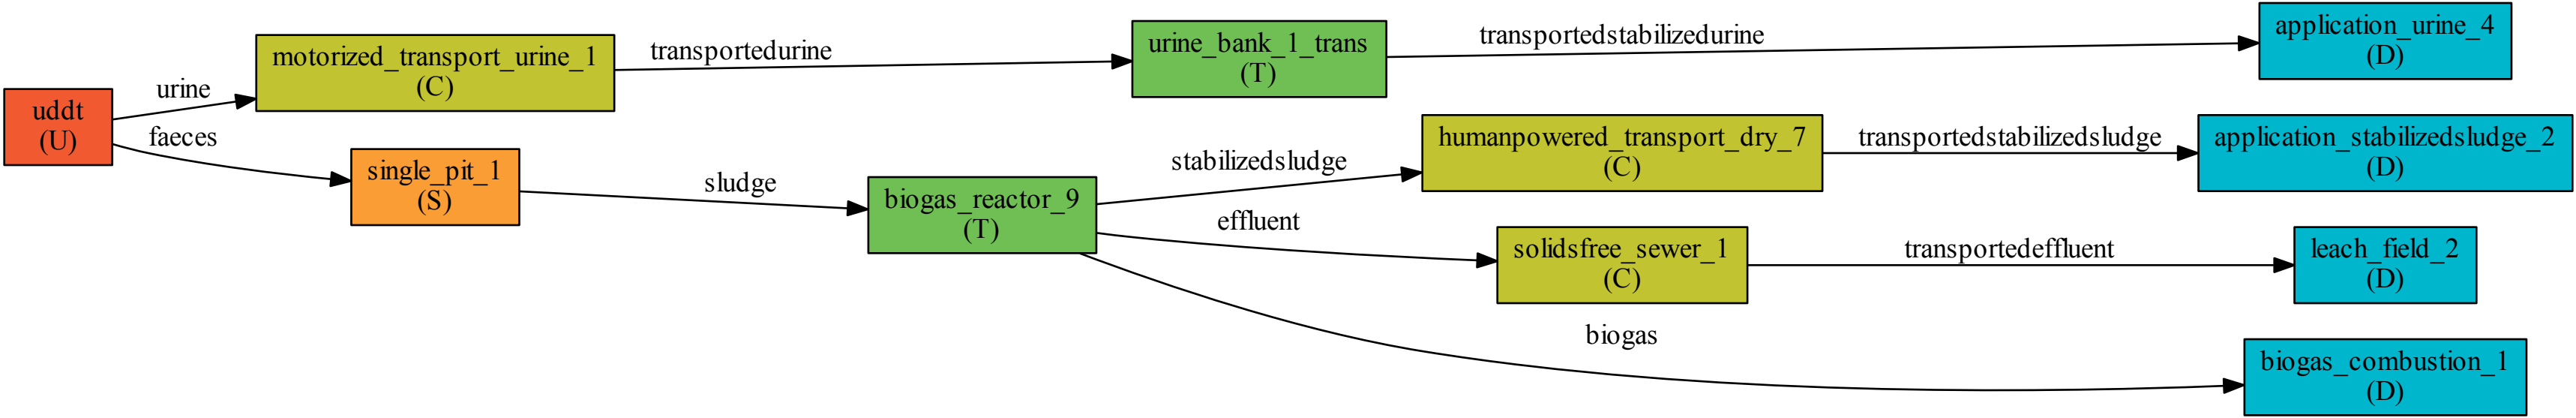 uddt
(U)
urine
faeces
motorized_transport_urine_1
(C)
transportedurine
urine_bank_1_trans
(T)
transportedstabilizedurine
application_urine_4
(D)
single_pit_1
(S)
sludge
biogas_reactor_9
(T)
stabilizedsludge
humanpowered_transport_dry_7
(C)
transportedstabilizedsludge
application_stabilizedsludge_2
(D)
effluent
solidsfree_sewer_1
(C)
transportedeffluent
leach_field_2
(D)
biogas
biogas_combustion_1
(D)